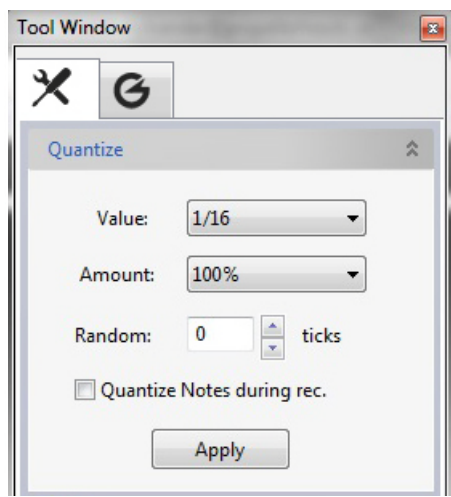 Tool Window
Quantize
Value: 1/16
Amount: 100%
Random: 0 ticks
Quantize Notes during rec.
Apply